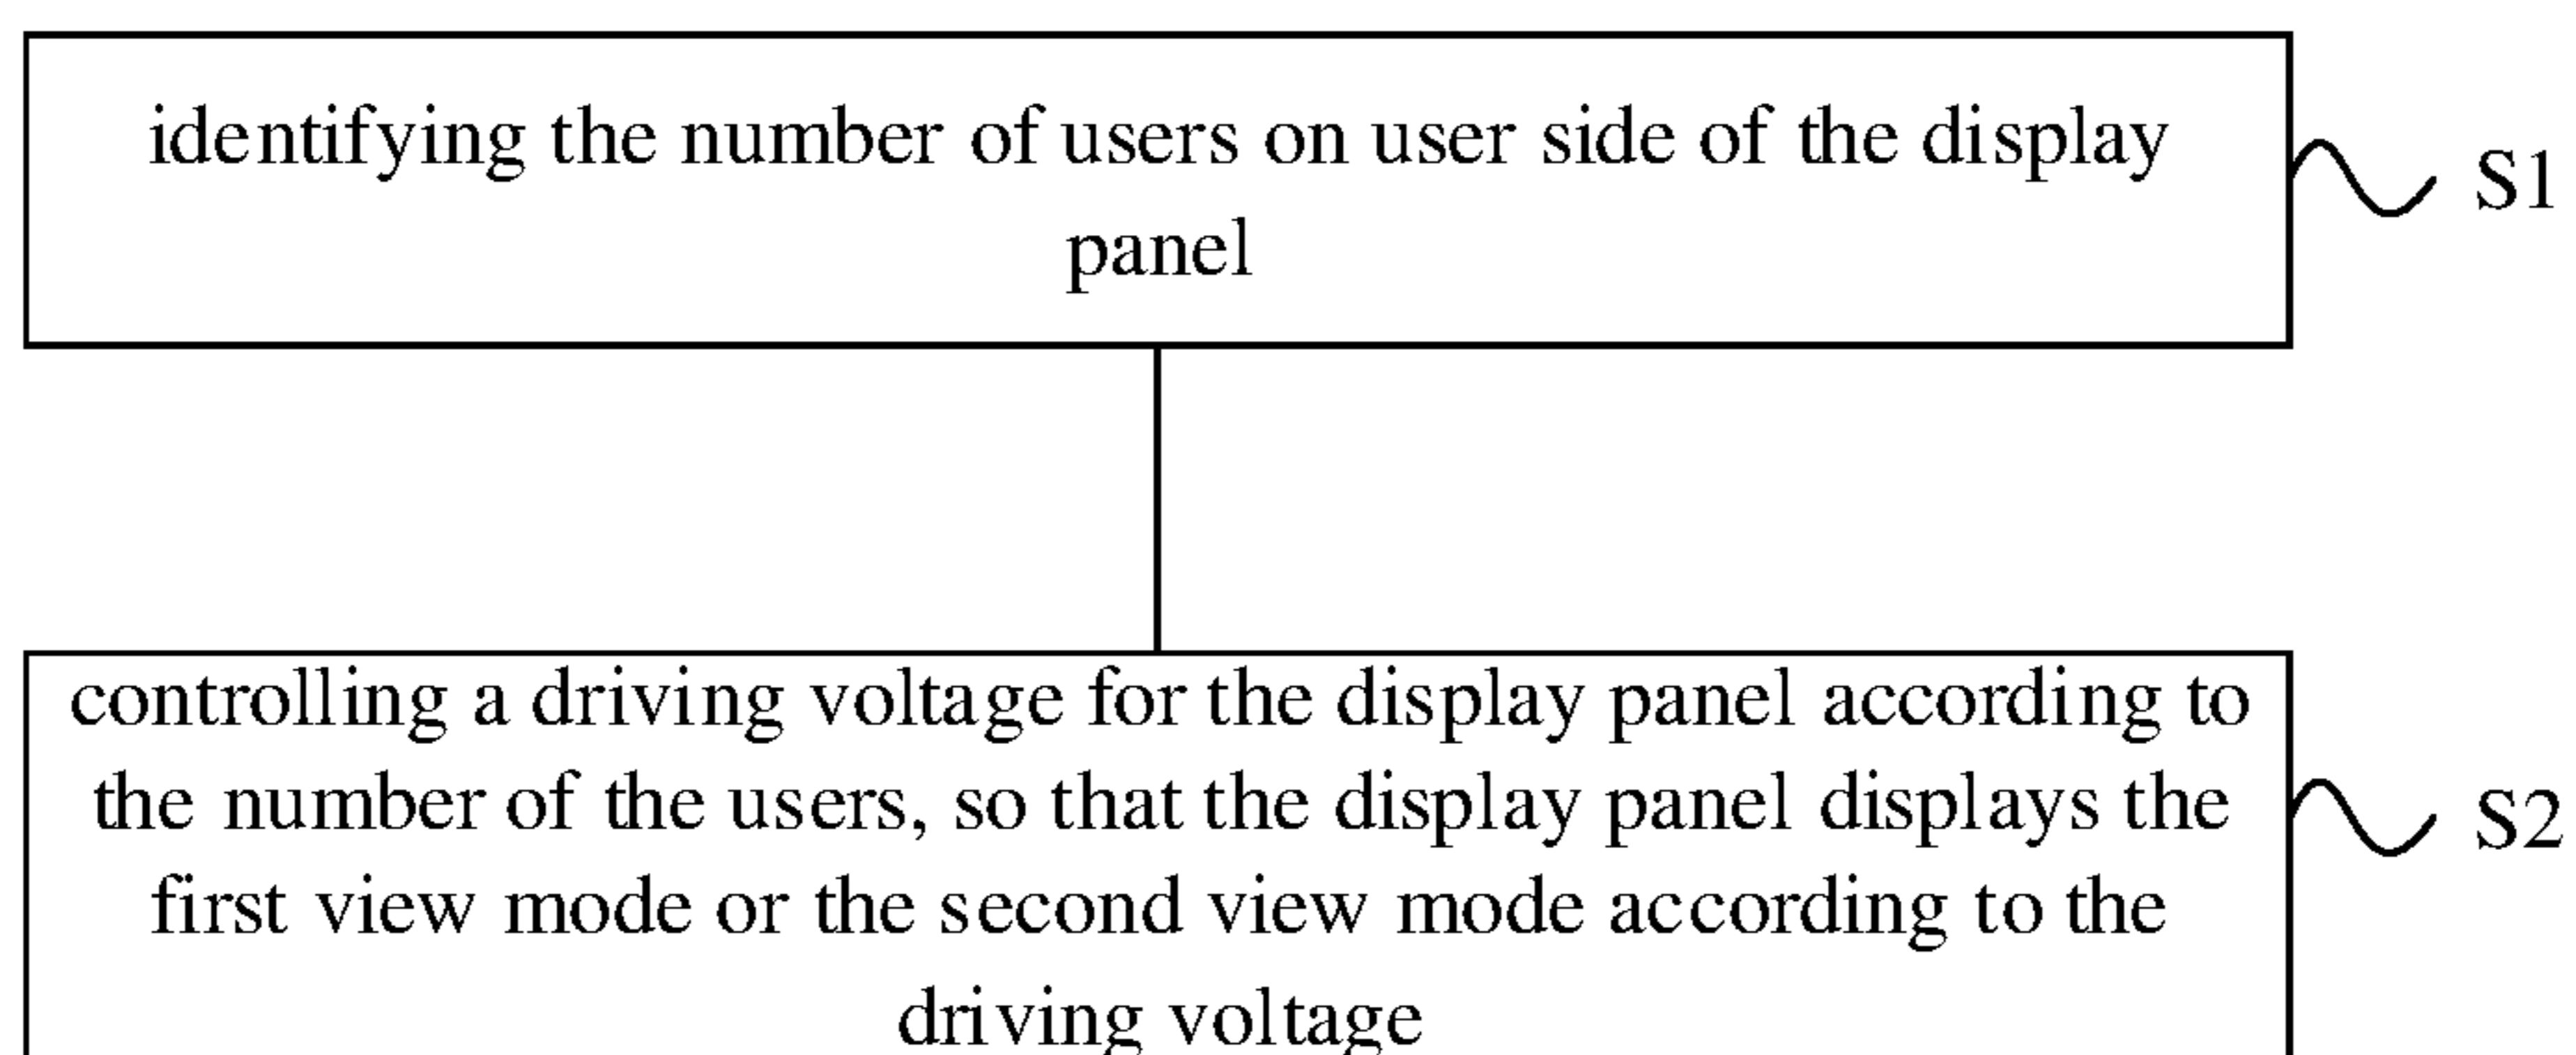 identifying the number of users on user side of the display
panel
S1
controlling a driving voltage for the display panel according to
the number of the users, so that the display panel displays the
first view mode or the second view mode according to the
driving voltage
S2